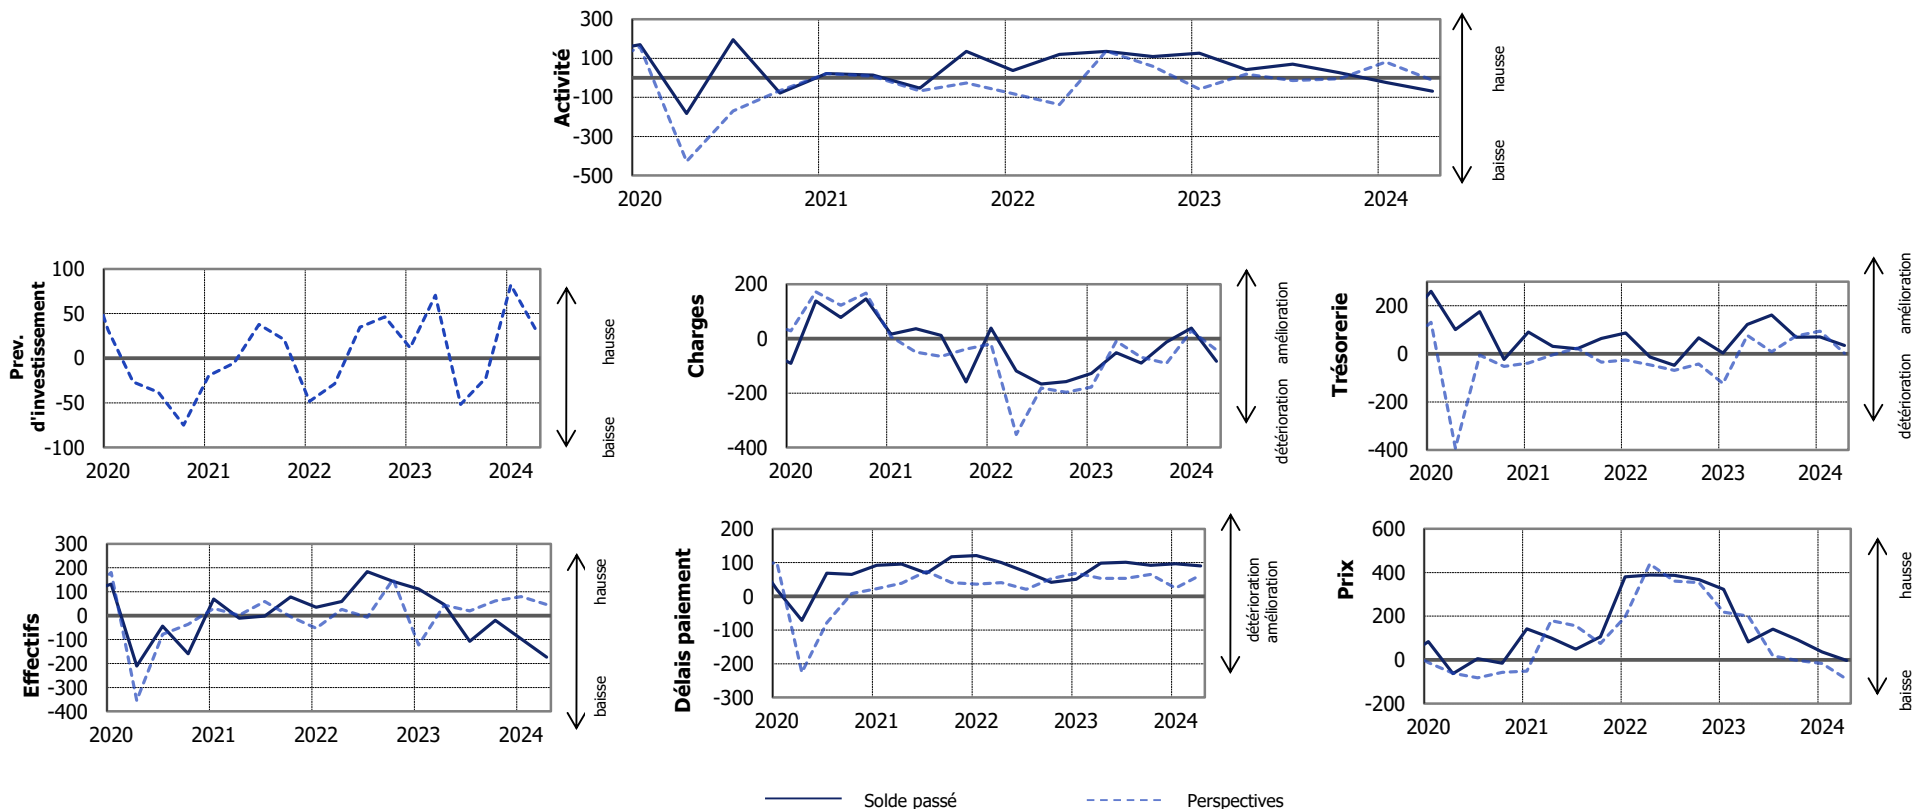 Activité
300
100
-100
-300
-500
2020 2021 2022 2023 2024
hausse
baisse
Prev.
d'investissement
100
50
0
-50
-100
2020 2021 2022 2023 2024
hausse
baisse
Charges
200
0
-200
-400
2020 2021 2022 2023 2024
amélioration
détérioration
Trésorerie
200
0
-200
-400
2020 2021 2022 2023 2024
amélioration
détérioration
Effectifs
300
200
100
0
-100
-200
-300
-400
2020 2021 2022 2023 2024
hausse
baisse
Délais paiement
200
100
0
-100
-200
-300
2020 2021 2022 2023 2024
détérioration
amélioration
Prix
600
400
200
0
-200
2020 2021 2022 2023 2024
hausse
baisse
Solde passé Perspectives